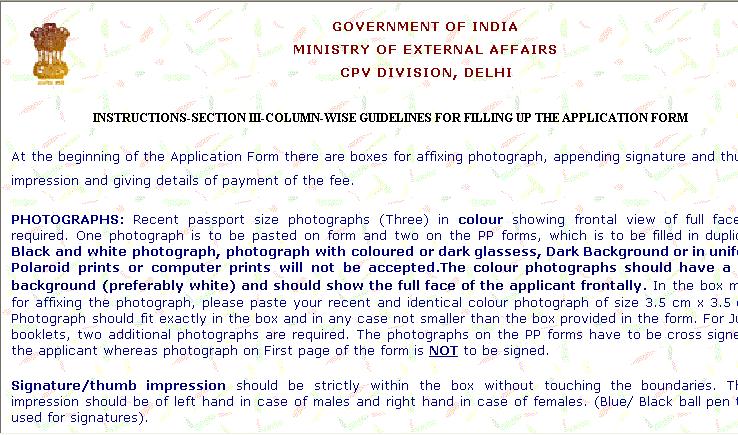 GOVERNMENT OF INDIA
MINISTRY OF EXTERNAL AFFAIRS
CPV DIVISION, DELHI
INSTRUCTIONS-SECTION III-COLUMN-WISE GUIDELINES FOR FILLING UP THE APPLICATION FORM
At the beginning of the Application Form there are boxes for affixing photograph, appending signature and thu
impression and giving details of payment of the fee.
PHOTOGRAPHS: Recent passport size photographs (Three) in colour showing frontal view of full face
required. One photograph is to be pasted on form and two on the PP forms, which is to be filled in duplic
Black and white photograph, photograph with coloured or dark glassess, Dark Background or in unif
Polaroid prints or computer prints will not be accepted.The colour photographs should have a
background (preferably white) and should show the full face of the applicant frontally. In the box m
for affixing the photograph, please paste your recent and identical colour photograph of size 3.5 cm x 3.5
Photograph should fit exactly in the box and in any case not smaller than the box provided in the form. For Ju
booklets, two additional photographs are required. The photographs on the PP forms have to be cross signe
the applicant whereas photograph on First page of the form is NOT to be signed.
Signature/thumb impression should be strictly within the box without touching the boundaries. Th
impression should be of left hand in case of males and right hand in case of females. (Blue/ Black ball pen t
used for signatures).